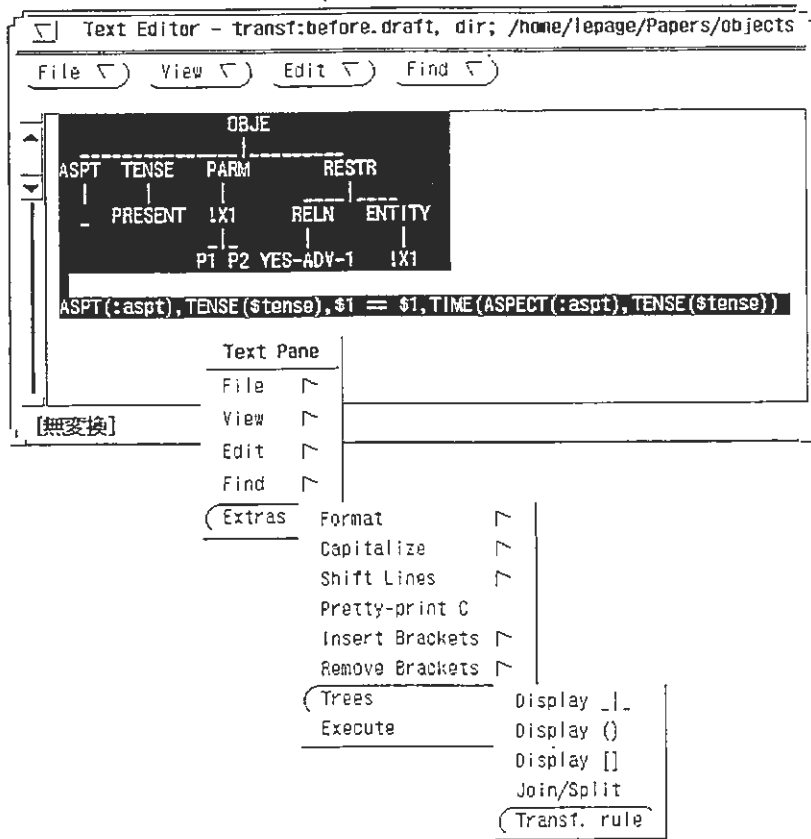 Text Editor - transf:before.draft, dir; /home/lepage/Papers/objects
File View Edit Find
OBJE
ASPT TENSE PARM RESTR
_ PRESENT !X1 RELN ENTITY
P1 P2 YES-ADV-1 !X1
ASPT(:aspt),TENSE($tense),$1 == $1,TIME(ASPECT(:aspt),TENSE($tense))
[無変換]
Text Pane
File
View
Edit
Find
Extras
Format
Capitalize
Shift Lines
Pretty-print C
Insert Brackets
Remove Brackets
Trees
Execute
Display _|_
Display ()
Display []
Join/Split
Transf. rule